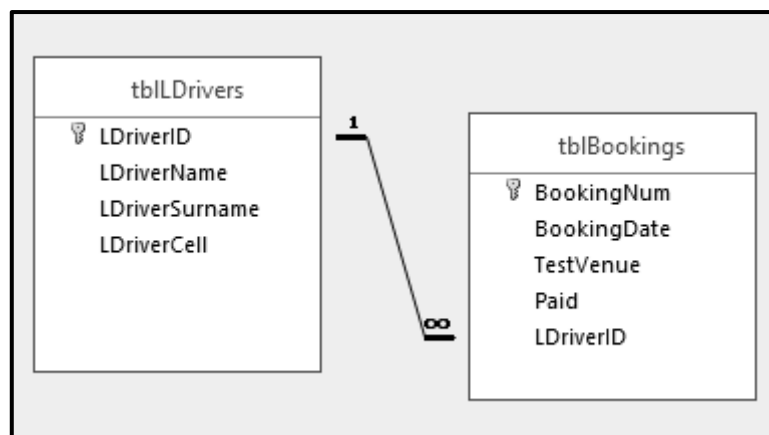 tblLDrivers
LDriverID
LDriverName
LDriverSurname
LDriverCell
1
∞
tblBookings
BookingNum
BookingDate
TestVenue
Paid
LDriverID